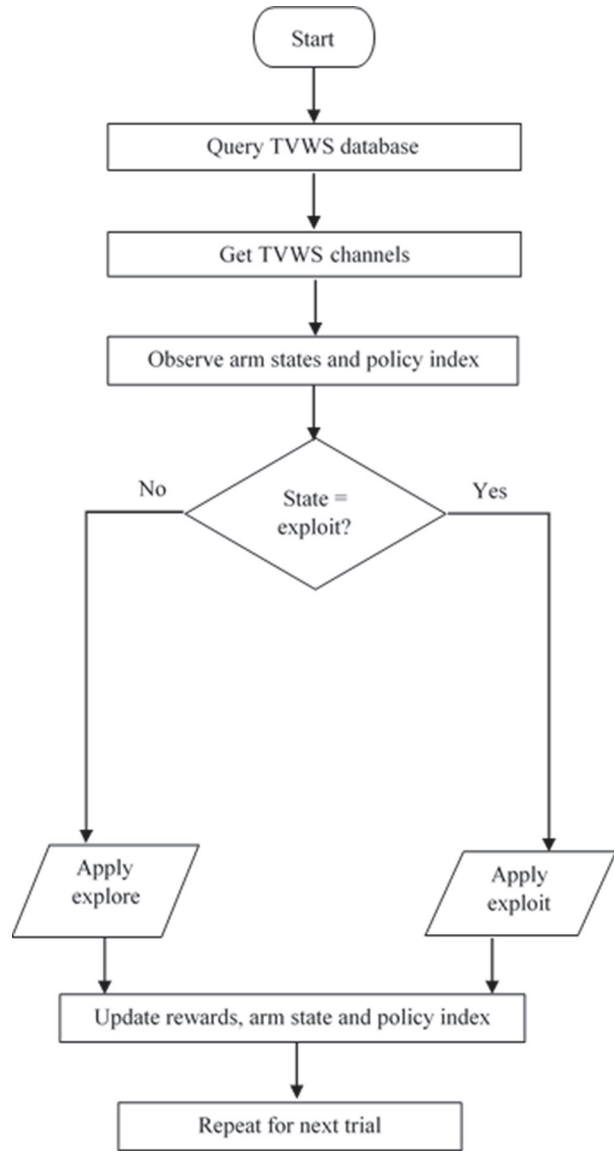 Start
Query TVWS database
Get TVWS channels
Observe arm states and policy index
No
State =
exploit?
Yes
Apply
explore
Apply
exploit
Update rewards, arm state and policy index
Repeat for next trial